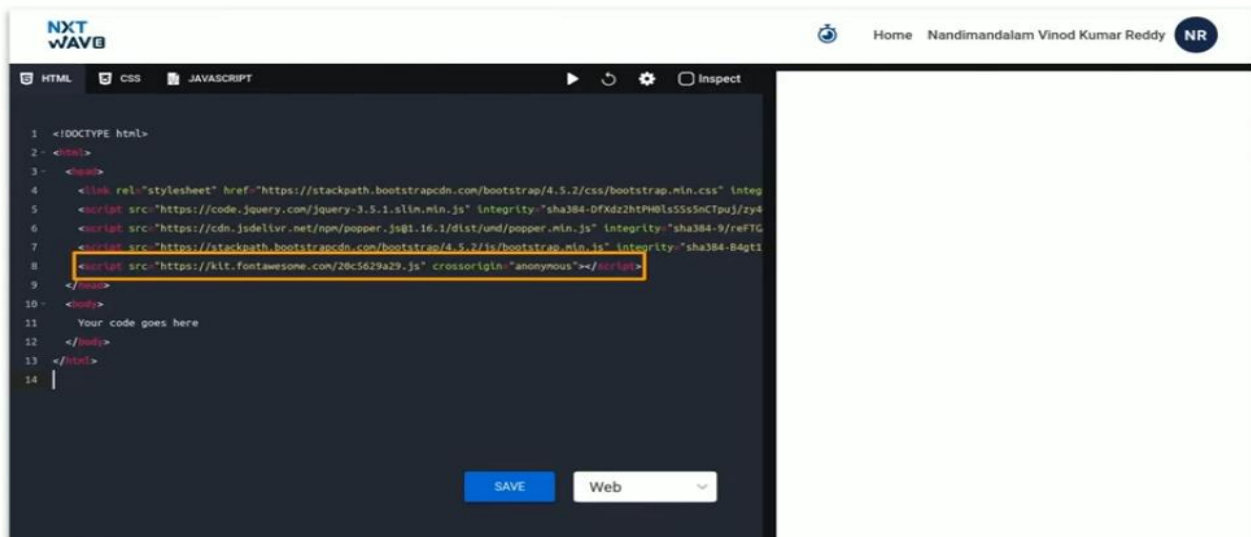 NXT
WAVE
Home Nandimandalam Vinod Kumar Reddy NR
HTML CSS JAVASCRIPT Inspect
1 <!DOCTYPE html>
2 <html>
3 <head>
4 <link rel="stylesheet" href="https://stackpath.bootstrapcdn.com/bootstrap/4.5.2/css/bootstrap.min.css" integ
5 <script src="https://code.jquery.com/jquery-3.5.1.slim.min.js" integrity="sha384-DfXdz2htPH0lsSSs5nCTpuj/zy4
6 <script src="https://cdn.jsdelivr.net/npm/popper.js@1.16.1/dist/umd/popper.min.js" integrity="sha384-9/reFTG
7 <script src="https://stackpath.bootstrapcdn.com/bootstrap/4.5.2/js/bootstrap.min.js" integrity="sha384-B4gt1
8 <script src="https://kit.fontawesome.com/20c5629a29.js" crossorigin="anonymous"></script>
9 </head>
10 <body>
11 Your code goes here
12 </body>
13 </html>
14
SAVE Web